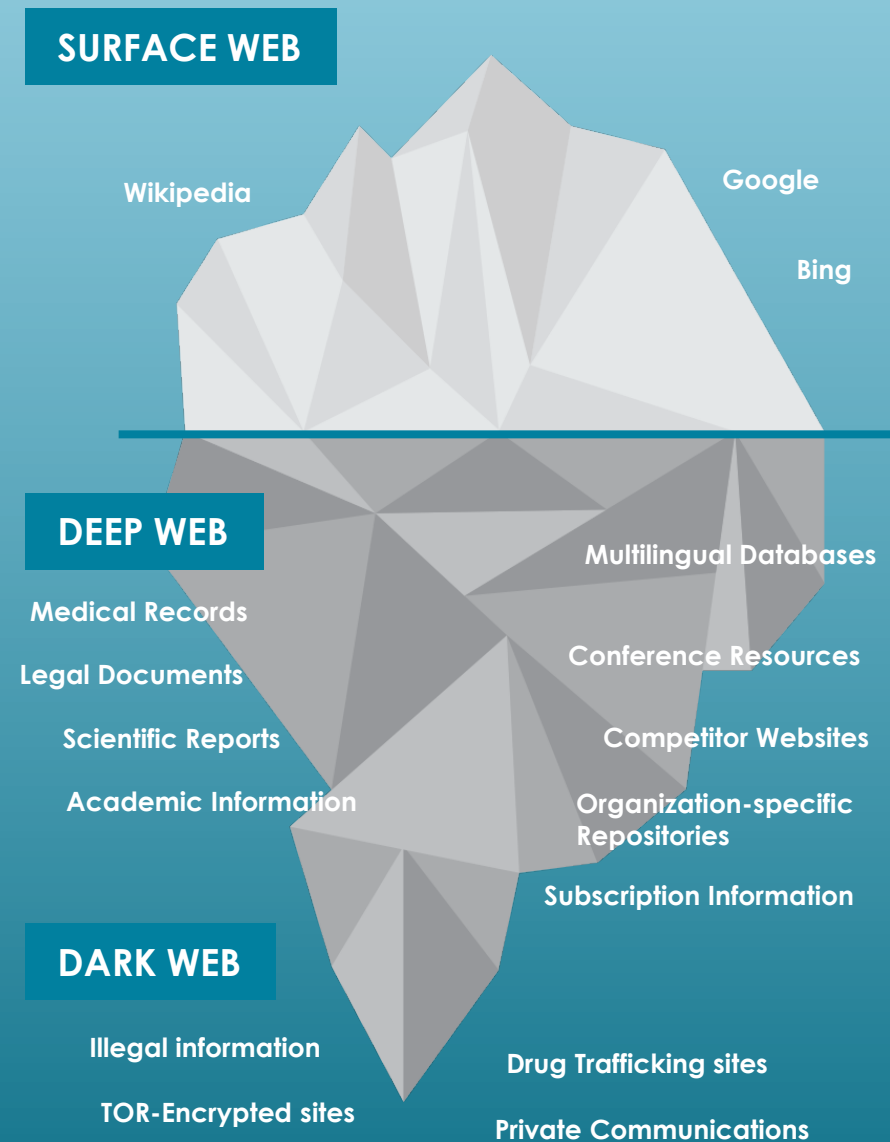 SURFACE WEB
Wikipedia
Google
Bing
DEEP WEB
Medical Records
Legal Documents
Scientific Reports
Academic Information
Multilingual Databases
Conference Resources
Competitor Websites
Organization-specific
Repositories
Subscription Information
DARK WEB
Illegal information
TOR-Encrypted sites
Drug Trafficking sites
Private Communications